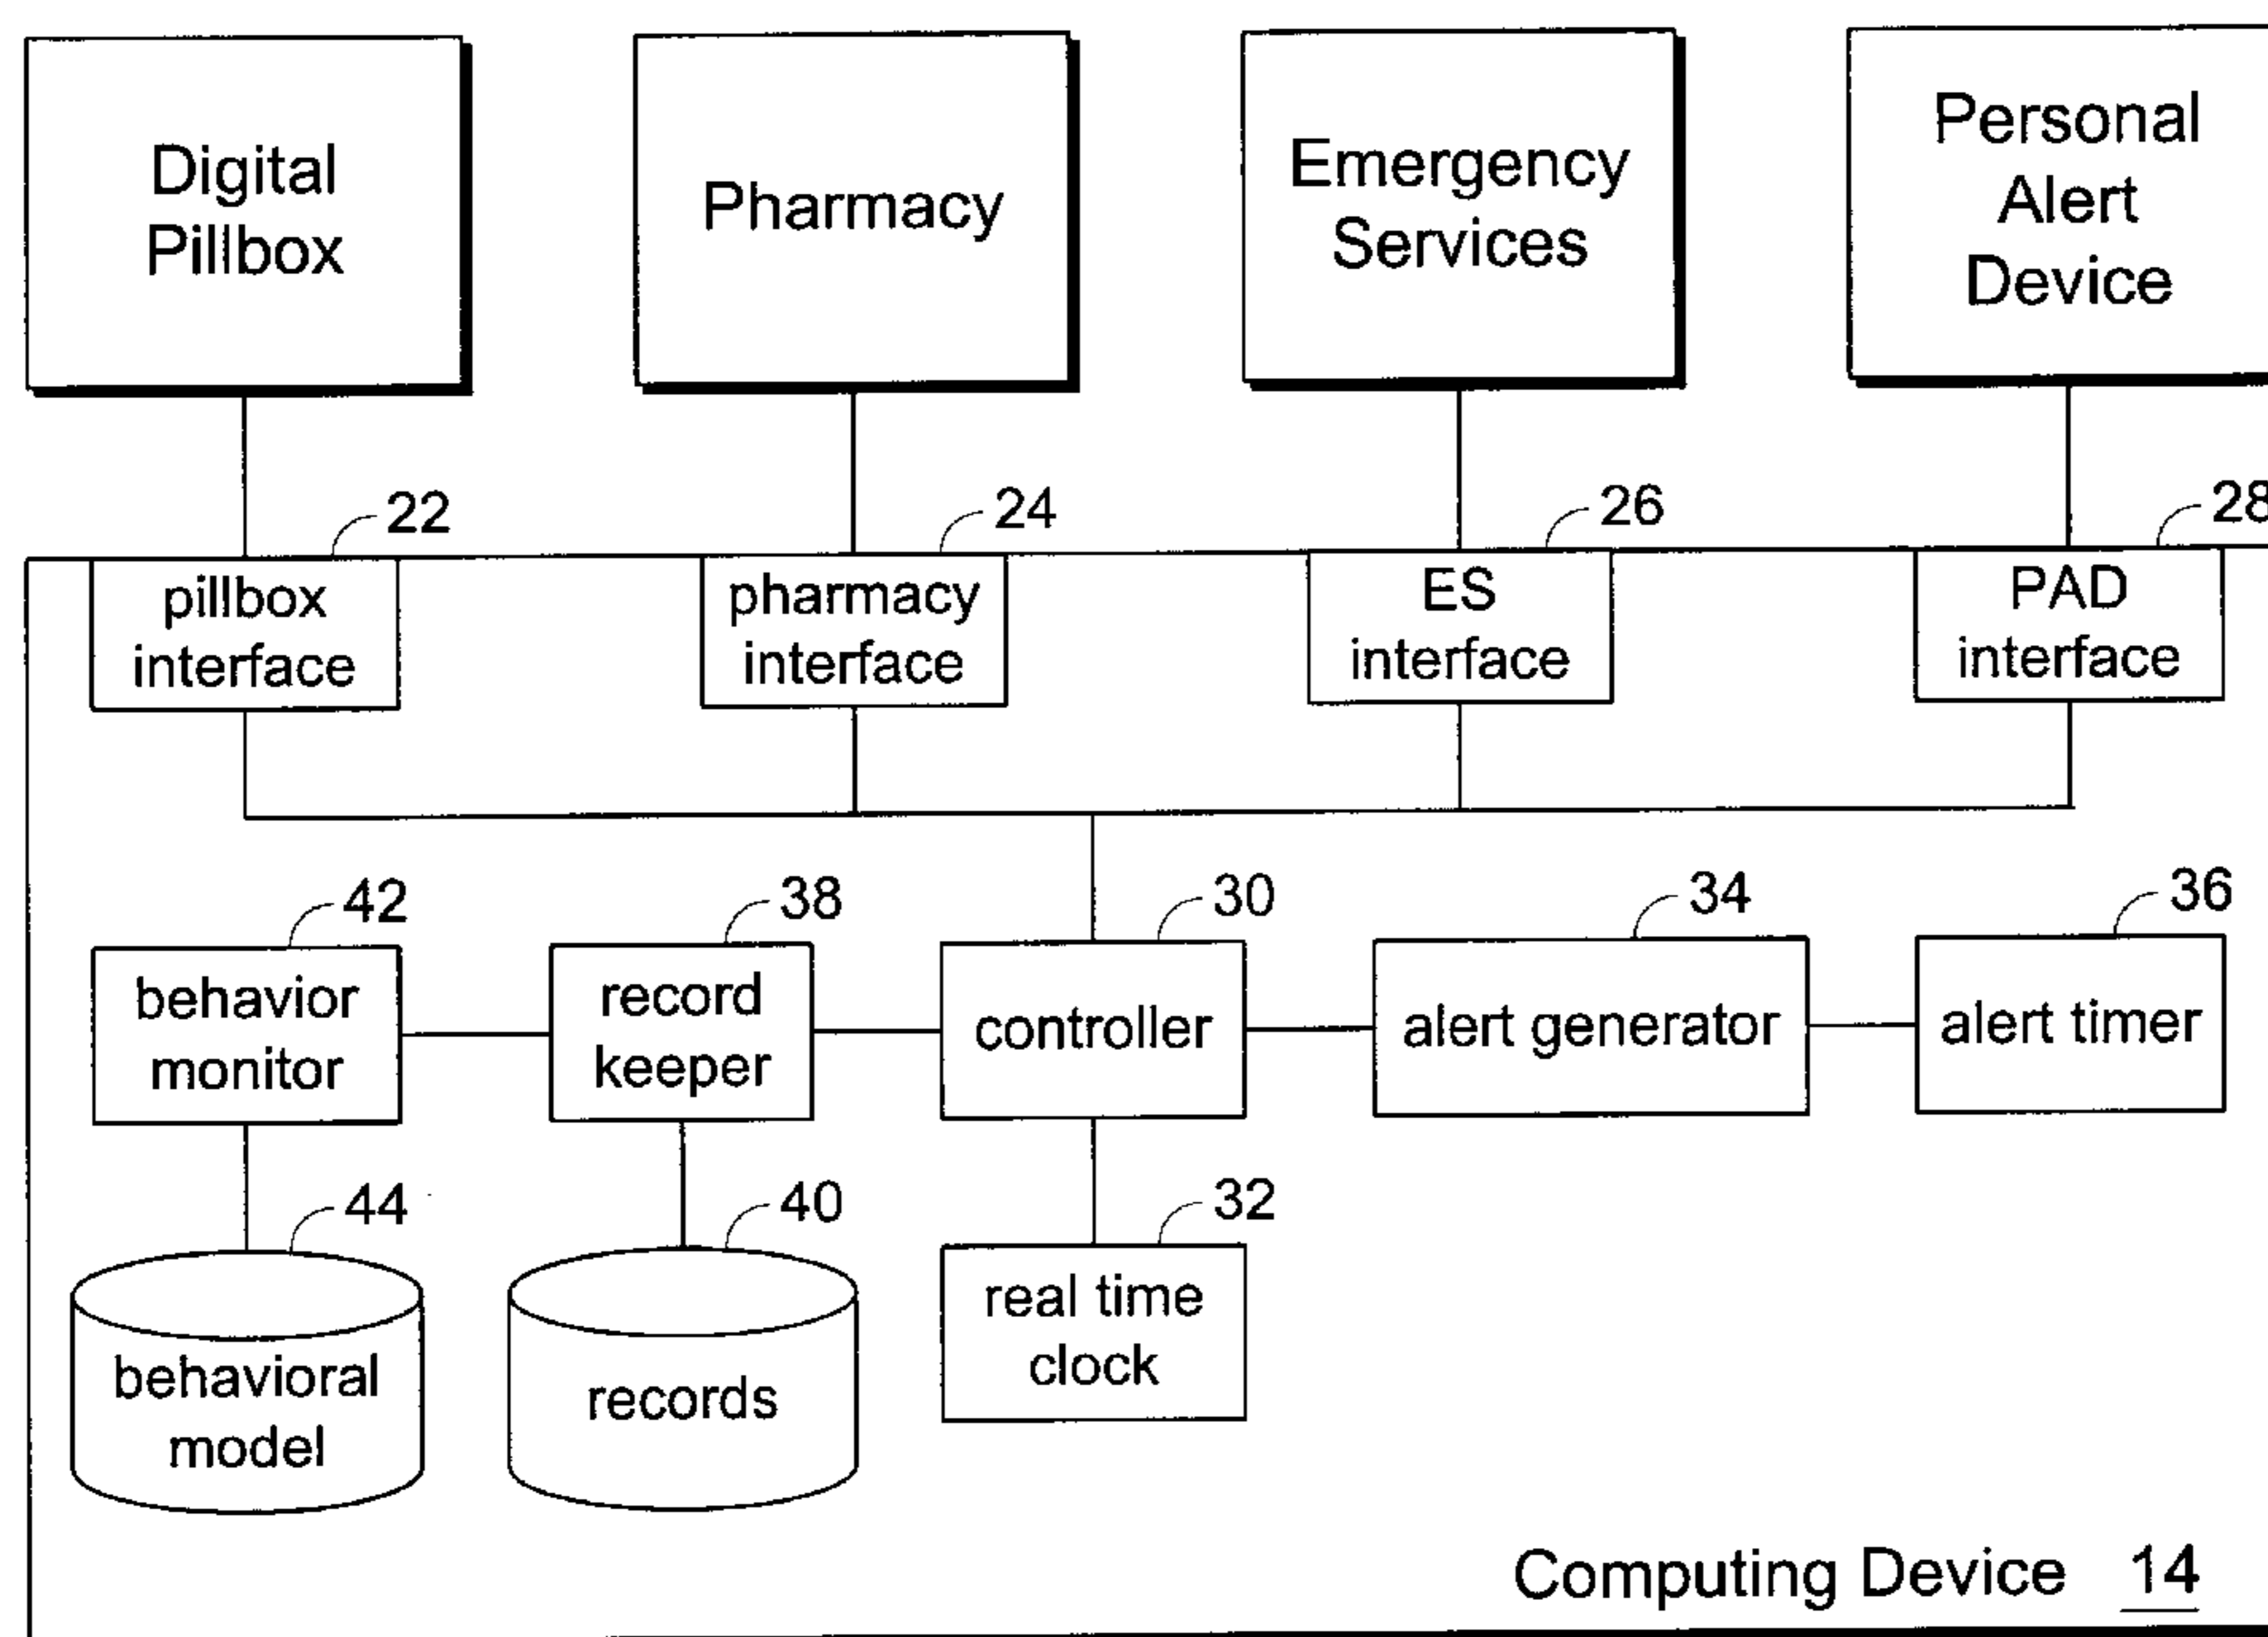 Digital
Pillbox
Pharmacy
Emergency
Services
Personal
Alert
Device
22
24
26
28
pillbox
interface
pharmacy
interface
ES
interface
PAD
interface
42
38
30
34
36
behavior
monitor
record
keeper
controller
alert generator
alert timer
44
40
32
behavioral
model
records
real time
clock
Computing Device 14